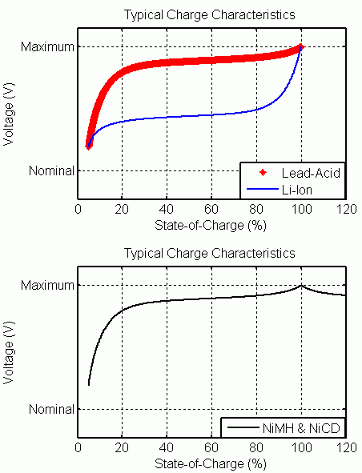 Typical Charge Characteristics
Maximum
Nominal
Voltage (V)
Lead-Acid
Li-Ion
0 20 40 60 80 100 120
State-of-Charge (%)
Typical Charge Characteristics
Maximum
Nominal
Voltage (V)
NiMH & NiCD
0 20 40 60 80 100 120
State-of-Charge (%)